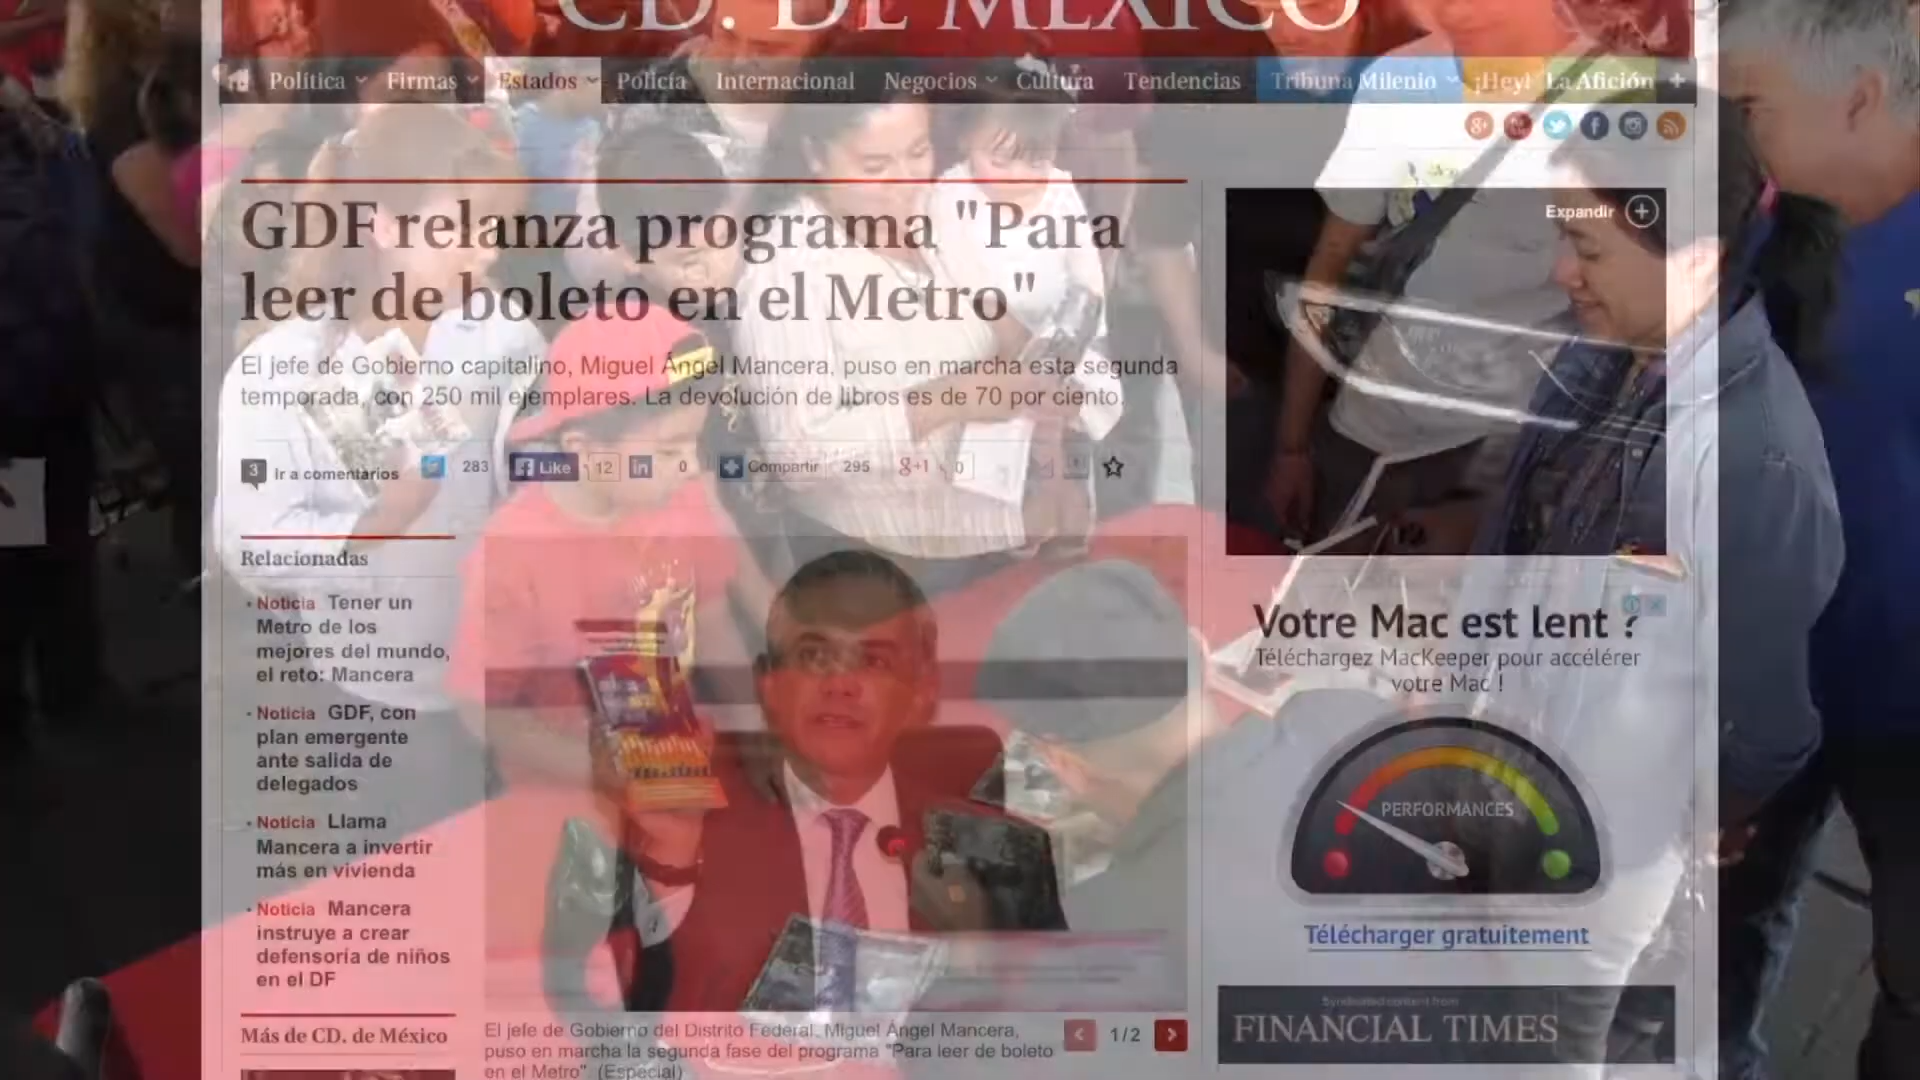 CD. DE MÉXICO
Política Firmas Estados Policía Internacional Negocios Cultura Tendencias Tribuna Milenio ¡Hey! La Afición +
Expandir
GDF relanza programa "Para
leer de boleto en el Metro"
El jefe de Gobierno capitalino, Miguel Ángel Mancera, puso en marcha esta segunda
temporada, con 250 mil ejemplares. La devolución de libros es de 70 por ciento.
3 Ir a comentarios 283 Like 12 in 0 Compartir 295 g+1 0
Relacionadas
Noticia Tener un
Metro de los
mejores del mundo,
el reto: Mancera
Noticia GDF, con
plan emergente
ante salida de
delegados
Noticia Llama
Mancera a invertir
más en vivienda
Noticia Mancera
instruye a crear
defensoría de niños
en el DF
Más de CD. de México
El jefe de Gobierno del Distrito Federal, Miguel Ángel Mancera,
puso en marcha la segunda fase del programa "Para leer de boleto
en el Metro". (Especial)
1/2
Votre Mac est lent ?
Téléchargez MacKeeper pour accélérer
votre Mac !
PERFORMANCES
Télécharger gratuitement
Syndicated content from
FINANCIAL TIMES